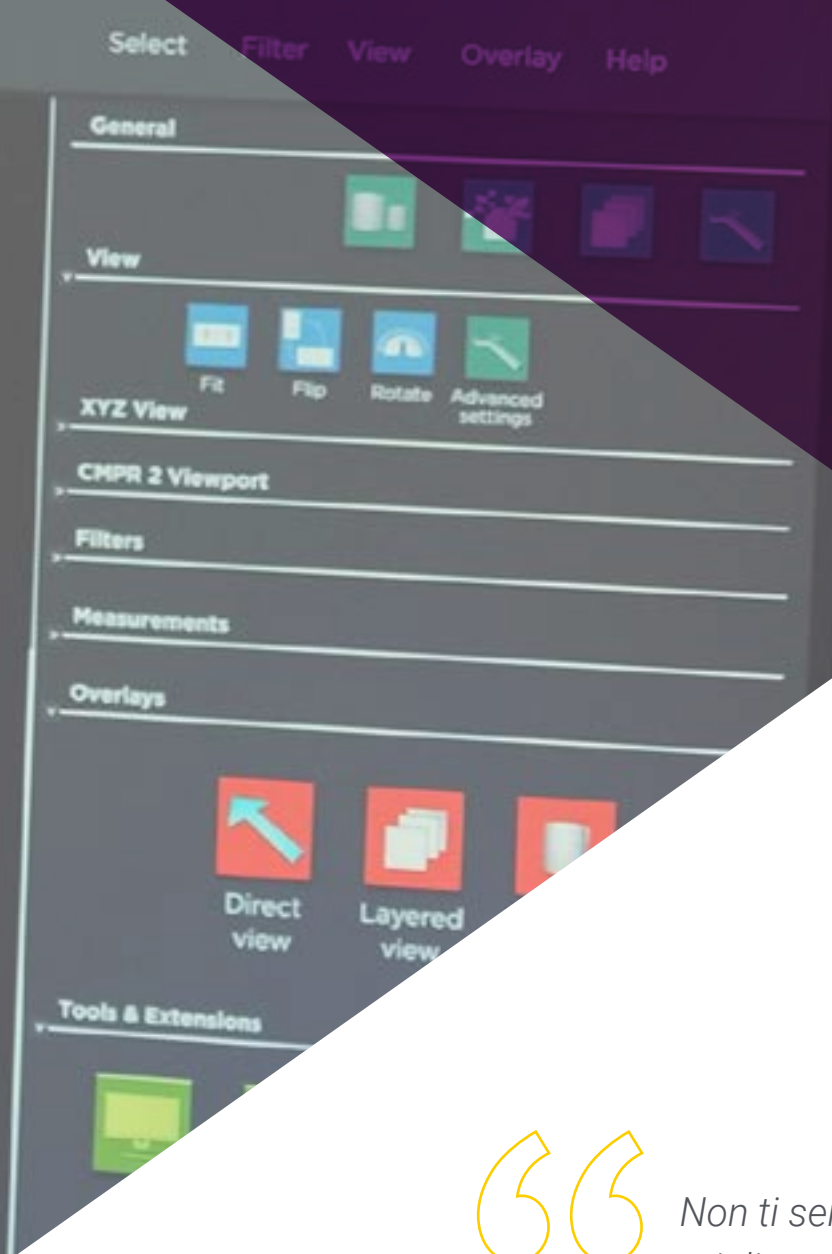 Select Filter View Overlay Help
General
View
Fit Flip Rotate Advanced
settings
XYZ View
CMPR 2 Viewport
Filters
Measurements
Overlays
Direct
view
Layered
view
Tools & Extensions
Non ti